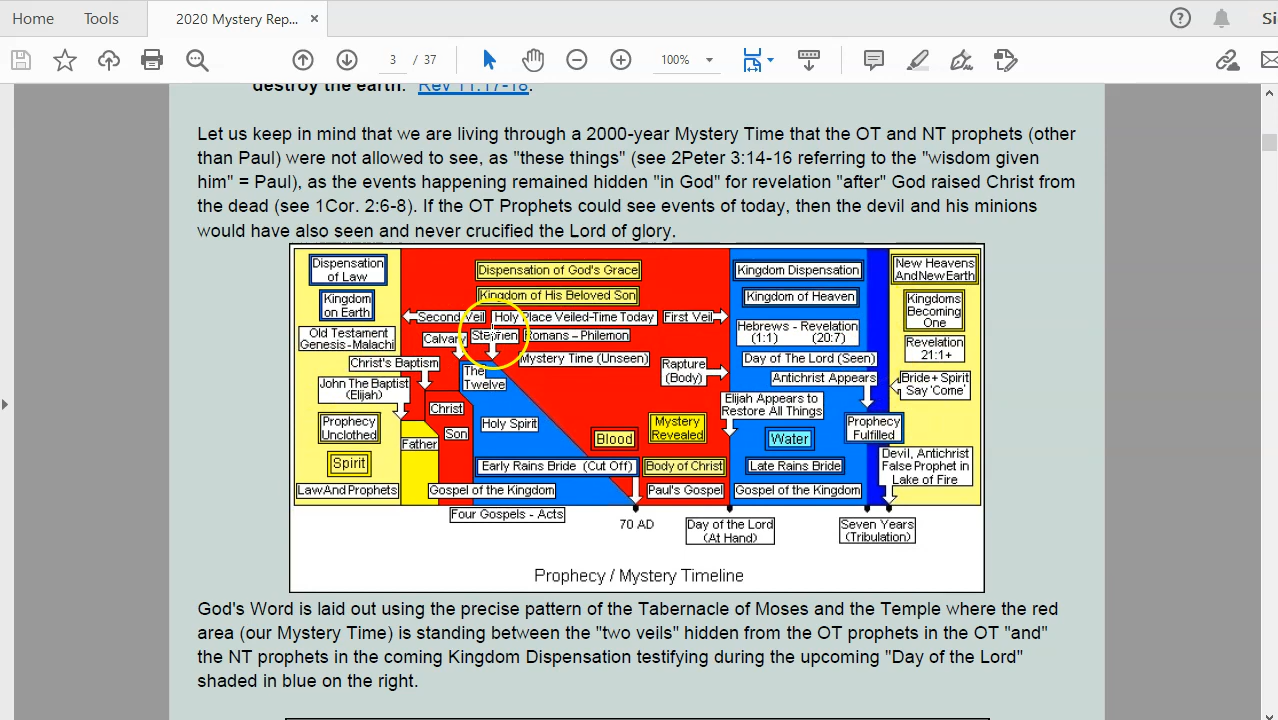 Home
Tools
2020 Mystery Rep...
×
Si
3 / 37
100%
destroy the earth. Rev 11:17-18.
Let us keep in mind that we are living through a 2000-year Mystery Time that the OT and NT prophets (other
than Paul) were not allowed to see, as "these things" (see 2Peter 3:14-16 referring to the "wisdom given
him" = Paul), as the events happening remained hidden "in God" for revelation "after" God raised Christ from
the dead (see 1Cor. 2:6-8). If the OT Prophets could see events of today, then the devil and his minions
would have also seen and never crucified the Lord of glory.
Dispensation
of Law
Kingdom
on Earth
Old Testament
Genesis - Malachi
Christ's Baptism
John The Baptist
(Elijah)
Prophecy
Unclothed
Spirit
Law And Prophets
Father
Dispensation of God's Grace
Kingdom of His Beloved Son
Second Veil
Holy Place Veiled-Time Today
First Veil
Calvary
Stephen
Romans – Philemon
Mystery Time (Unseen)
Rapture
(Body)
The
Twelve
Christ
Son
Holy Spirit
Blood
Mystery
Revealed
Early Rains Bride (Cut Off)
Body of Christ
Gospel of the Kingdom
Paul's Gospel
Four Gospels - Acts
70 AD
Day of the Lord
(At Hand)
Kingdom Dispensation
Kingdom of Heaven
Hebrews - Revelation
(1:1) (20:7)
Day of The Lord (Seen)
Antichrist Appears
Elijah Appears to
Restore All Things
Water
Prophecy
Fulfilled
Late Rains Bride
Gospel of the Kingdom
Seven Years
(Tribulation)
New Heavens
And New Earth
Kingdoms
Becoming
One
Revelation
21:1+
Bride + Spirit
Say 'Come'
Devil, Antichrist
False Prophet in
Lake of Fire
Prophecy / Mystery Timeline
God's Word is laid out using the precise pattern of the Tabernacle of Moses and the Temple where the red
area (our Mystery Time) is standing between the "two veils" hidden from the OT prophets in the OT "and"
the NT prophets in the coming Kingdom Dispensation testifying during the upcoming "Day of the Lord"
shaded in blue on the right.